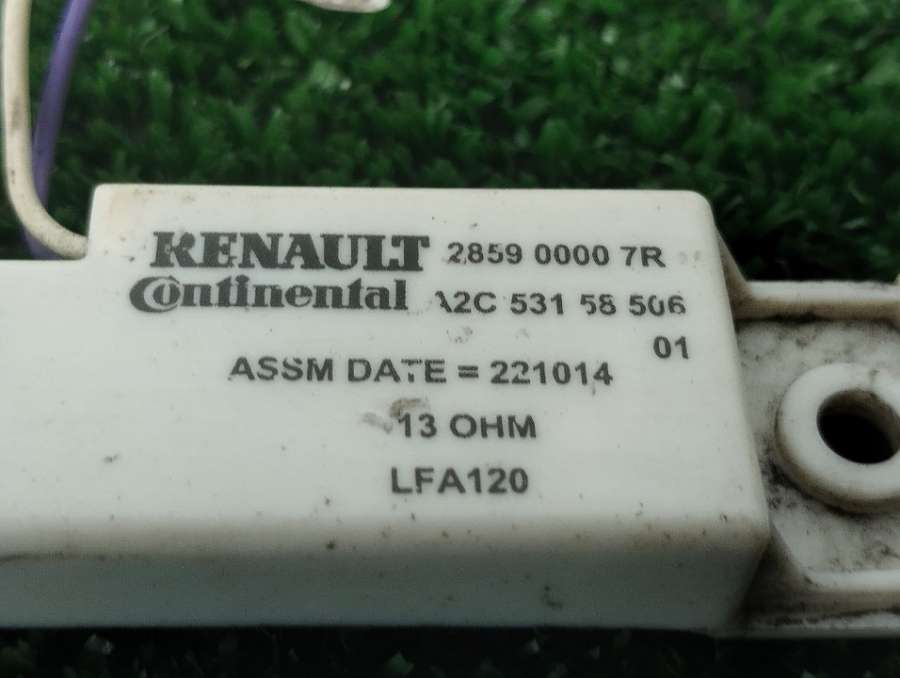 RENAULT 2859 0000 7R
Continental A2C 531 58 506
01
ASSM DATE = 221014
13 OHM
LFA120